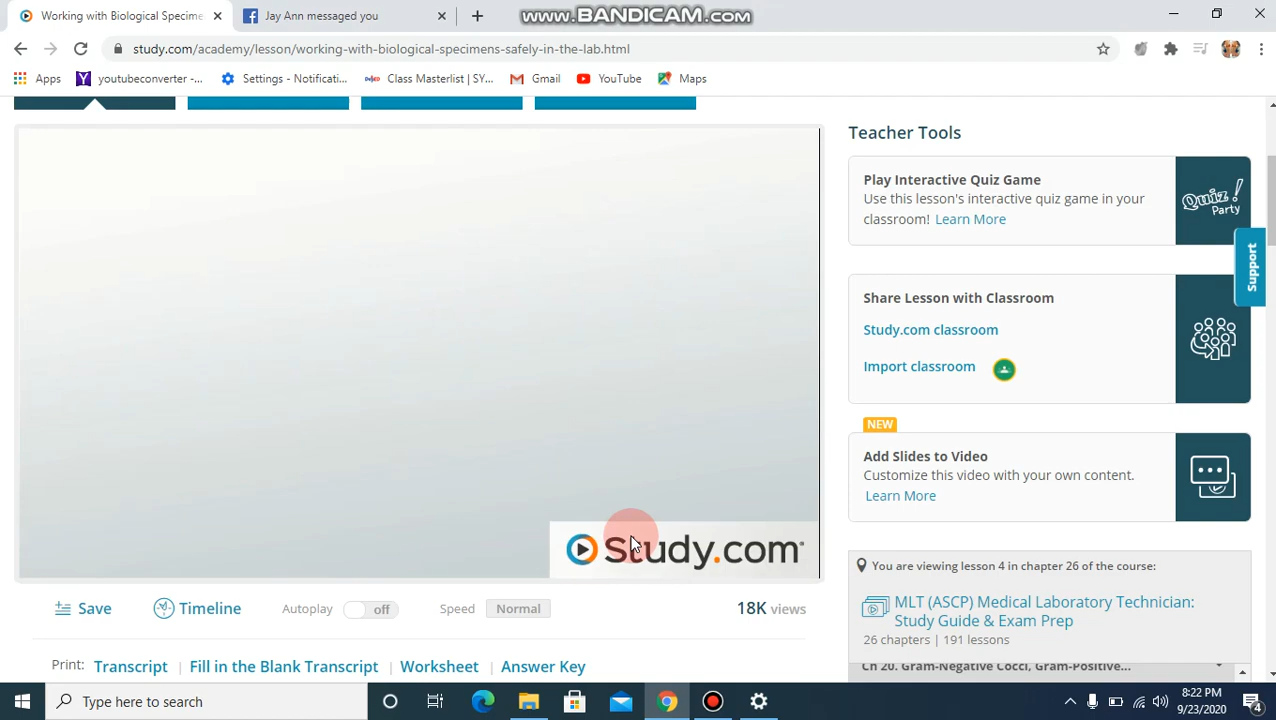 Working with Biological Specime
Jay Ann messaged you
www.BANDICAM.com
study.com/academy/lesson/working-with-biological-specimens-safely-in-the-lab.html
Apps
youtubeconverter -...
Settings - Notificati...
Class Masterlist | SY...
Gmail
YouTube
Maps
Teacher Tools
Play Interactive Quiz Game
Use this lesson's interactive quiz game in your
classroom! Learn More
Quiz!
Party
Support
Share Lesson with Classroom
Study.com classroom
Import classroom
NEW
Add Slides to Video
Customize this video with your own content.
Learn More
Study.com
You are viewing lesson 4 in chapter 26 of the course:
MLT (ASCP) Medical Laboratory Technician:
Study Guide & Exam Prep
26 chapters | 191 lessons
Ch 20. Gram-Negative Cocci, Gram-Positive...
Save
Timeline
Autoplay
off
Speed
Normal
18K views
Print: Transcript | Fill in the Blank Transcript | Worksheet | Answer Key
Type here to search
8:22 PM
9/23/2020
4